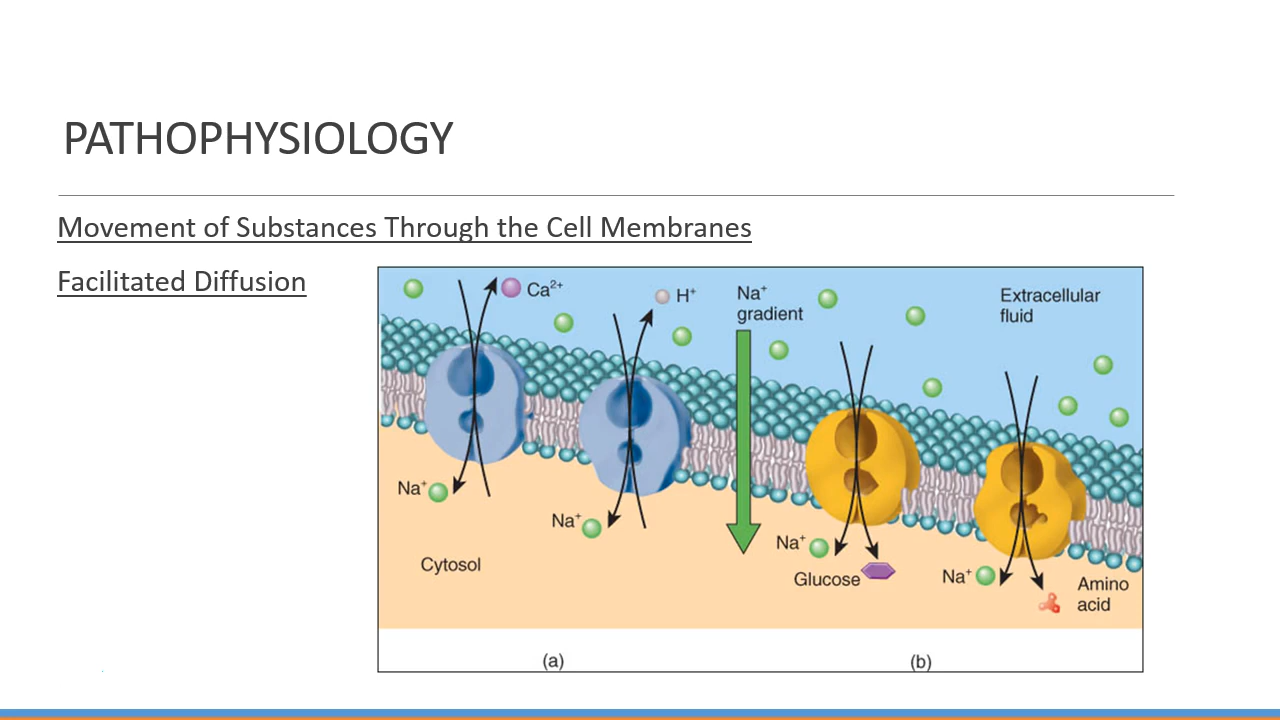 PATHOPHYSIOLOGY
Movement of Substances Through the Cell Membranes
Facilitated Diffusion
Ca²⁺
H⁺
Na⁺
gradient
Extracellular
fluid
Na⁺
Na⁺
Na⁺
Glucose
Na⁺
Amino
acid
Cytosol
(a)
(b)